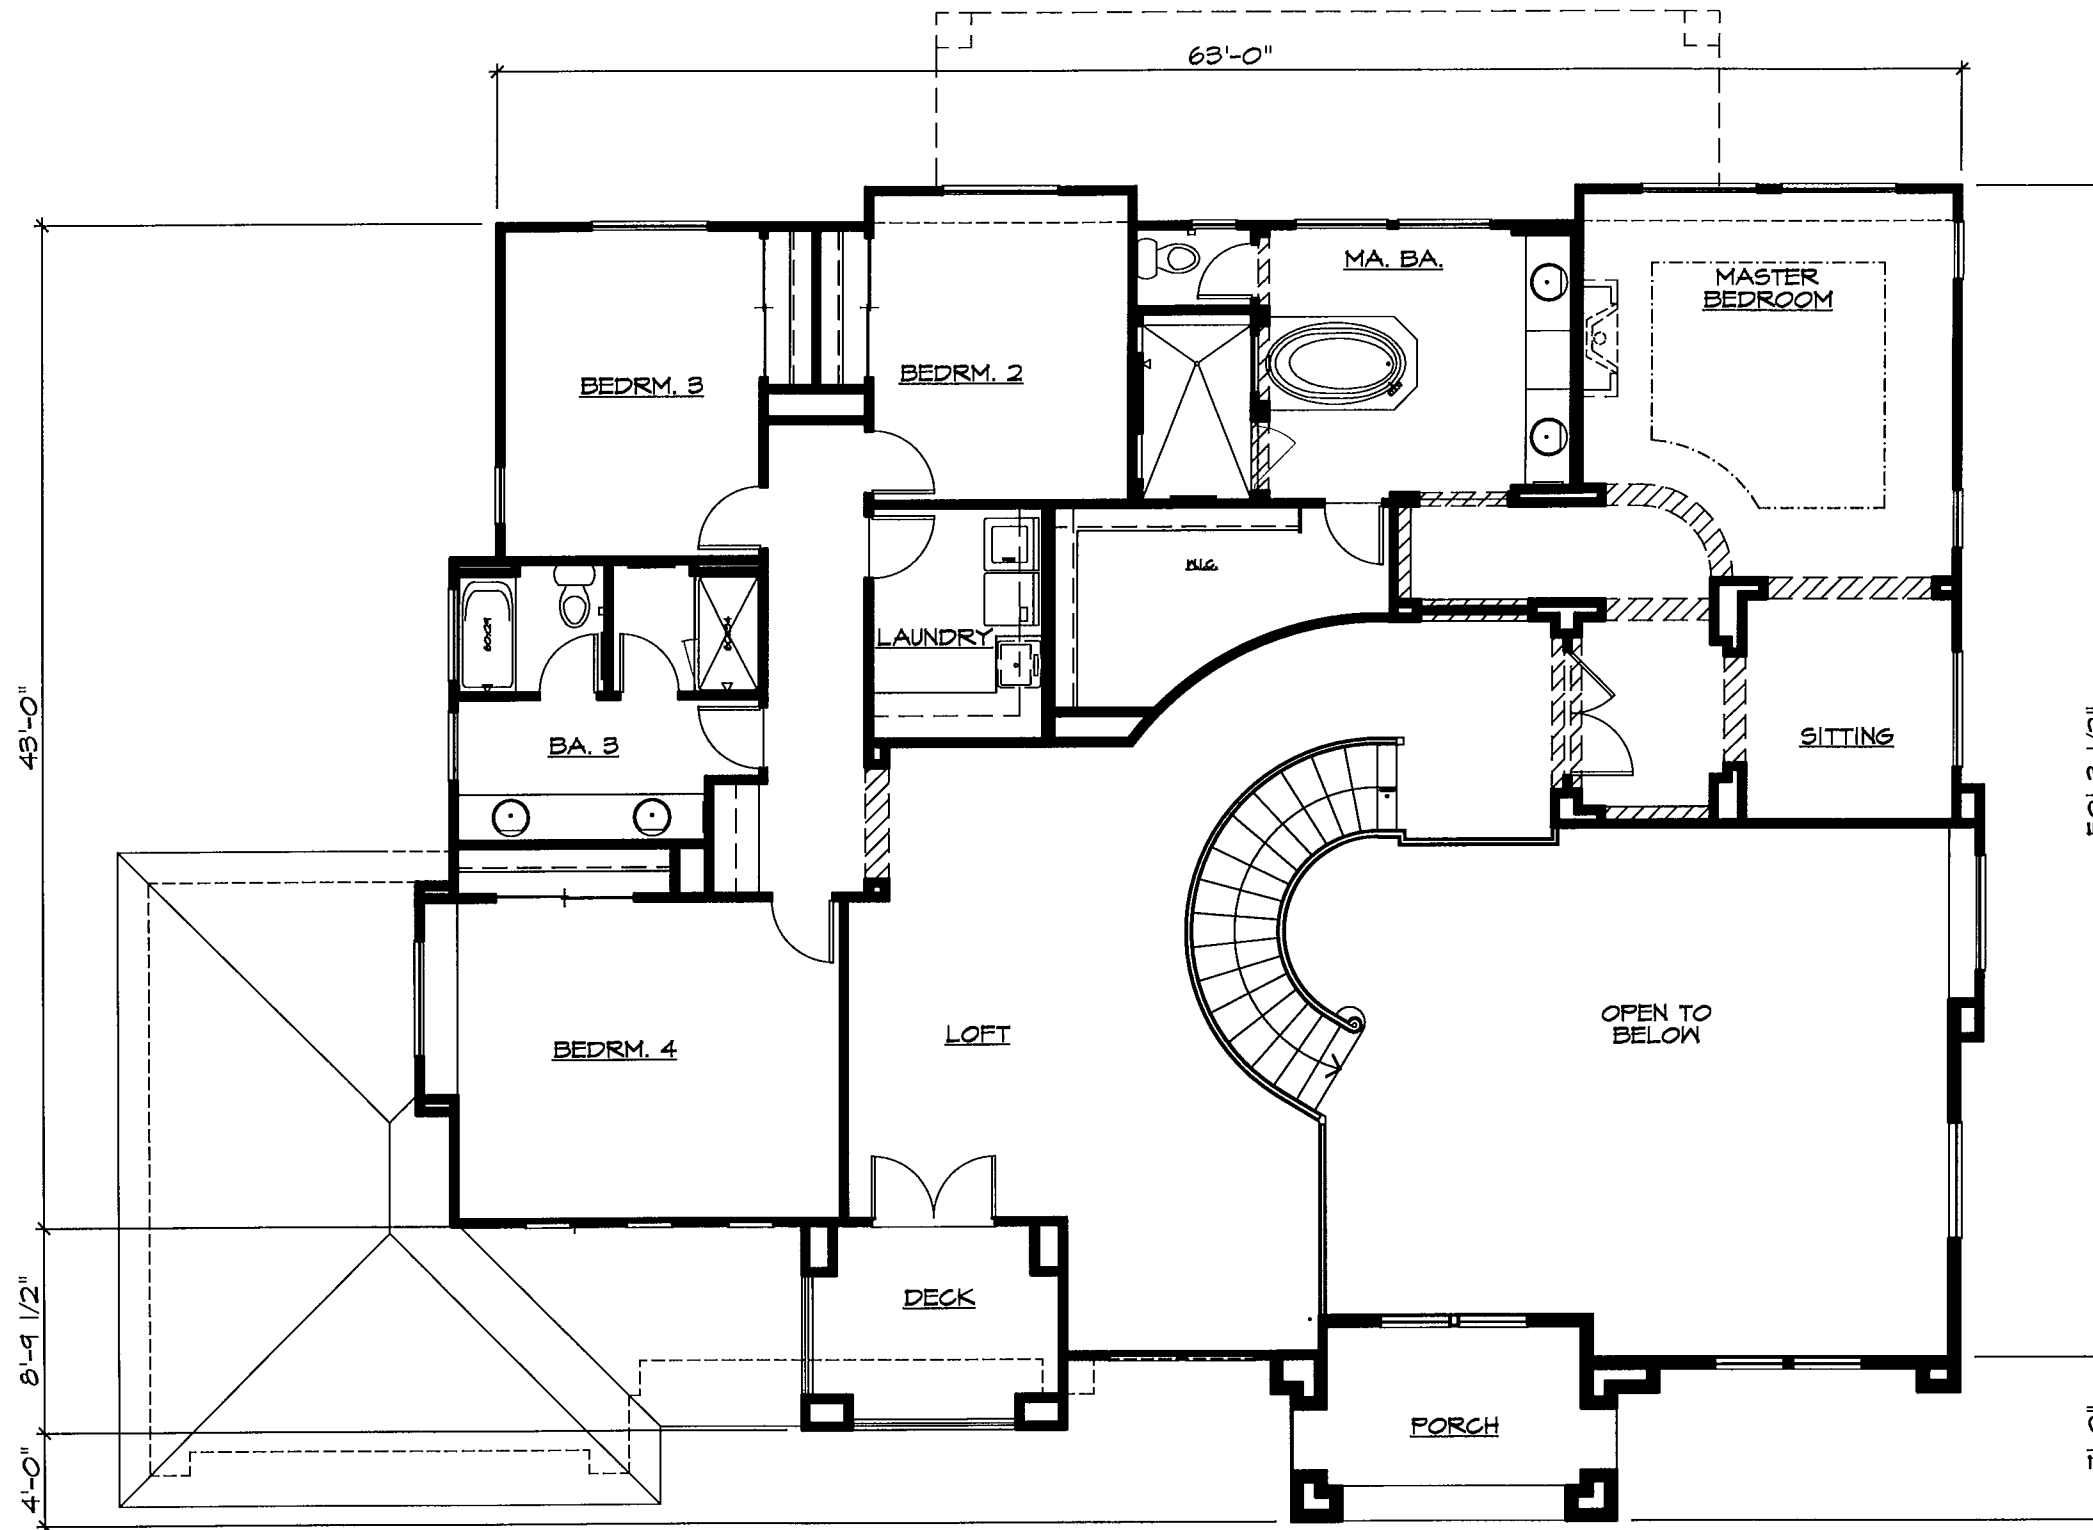 63'-0"
MA. BA.
MASTER
BEDROOM
BEDRM. 3
BEDRM. 2
W.I.C.
60x29
LAUNDRY
43'-0"
BA. 3
SITTING
OPEN TO
BELOW
LOFT
BEDRM. 4
DECK
8'-9 1/2"
PORCH
4'-0"